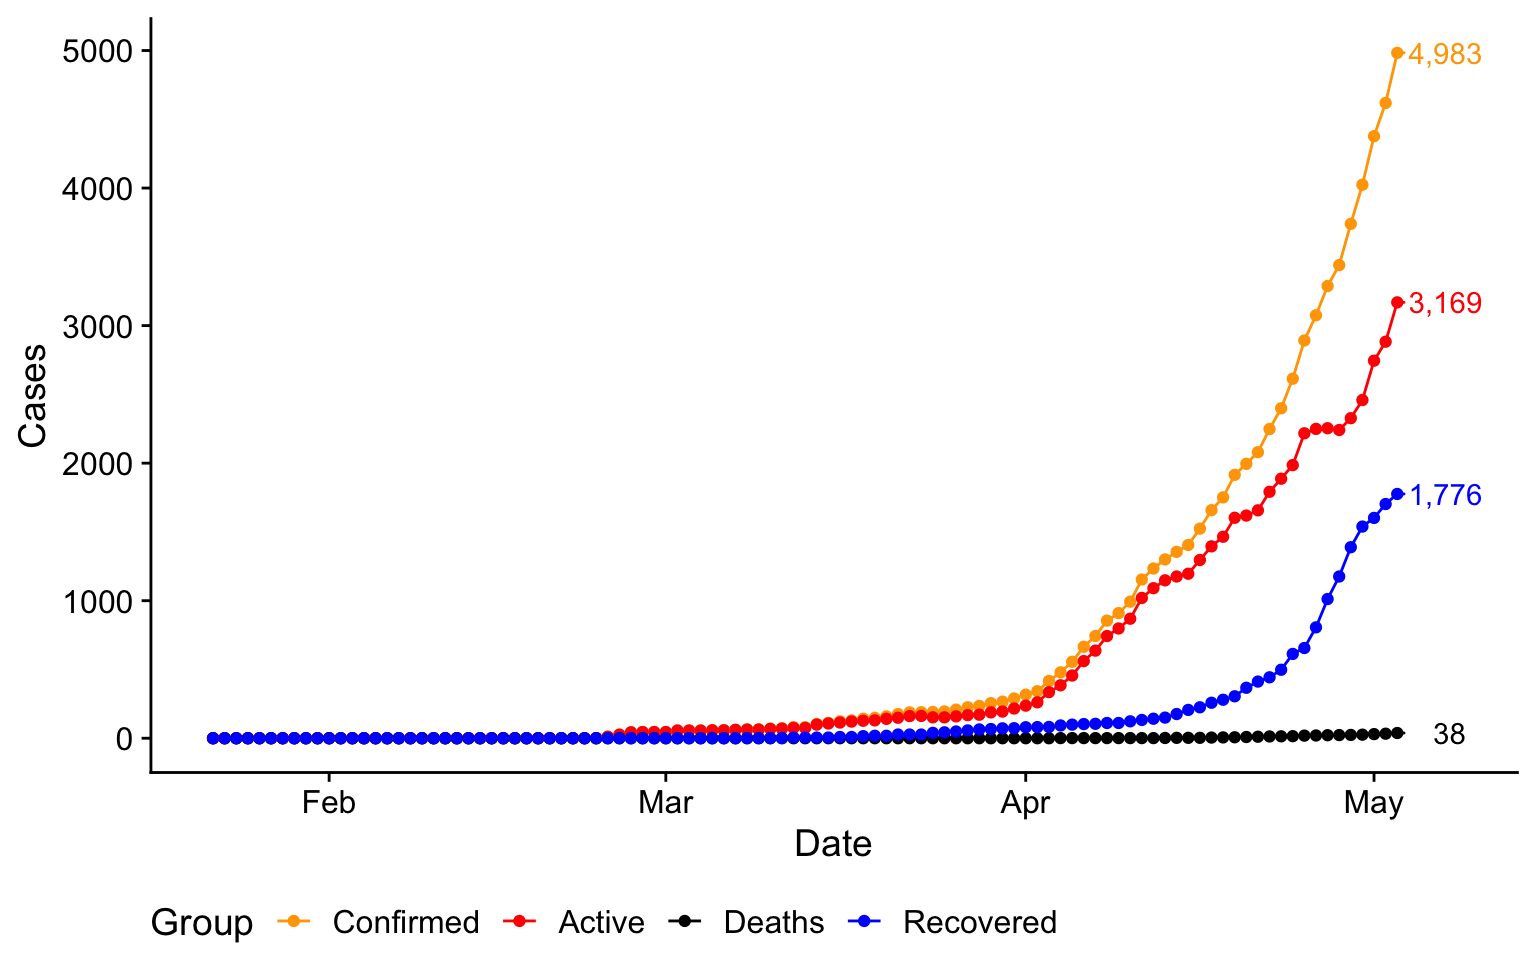 5000
4,983
4000
3000
3,169
2000
1,776
1000
0
38
Cases
Feb Mar Apr May
Date
Group Confirmed Active Deaths Recovered